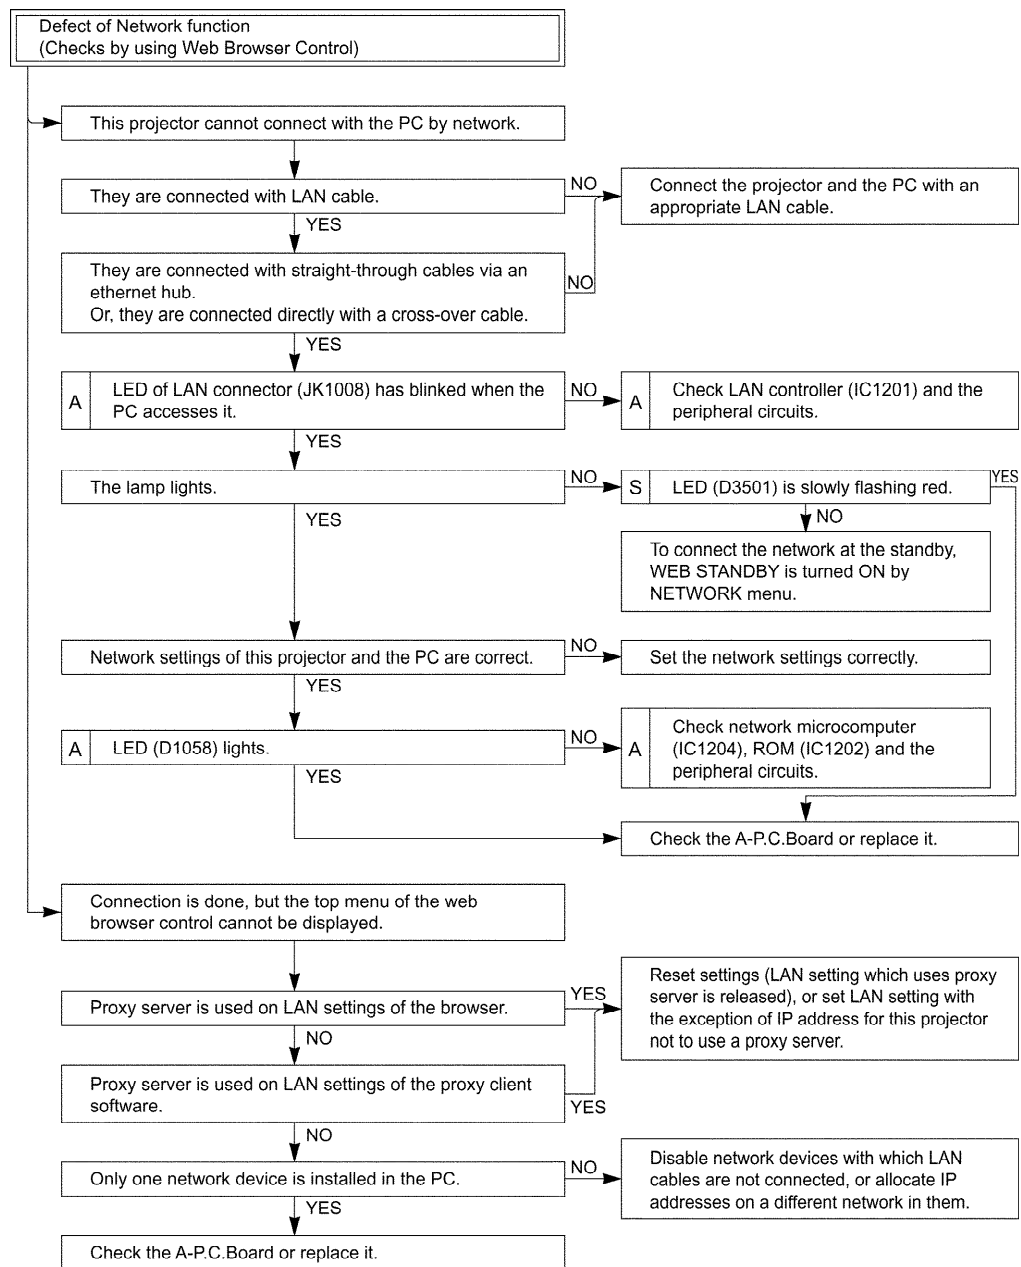 Defect of Network function
(Checks by using Web Browser Control)
This projector cannot connect with the PC by network.
They are connected with LAN cable.
NO
Connect the projector and the PC with an
appropriate LAN cable.
YES
They are connected with straight-through cables via an
ethernet hub.
Or, they are connected directly with a cross-over cable.
NO
YES
A
LED of LAN connector (JK1008) has blinked when the
PC accesses it.
NO
A
Check LAN controller (IC1201) and the
peripheral circuits.
YES
The lamp lights.
NO
S
LED (D3501) is slowly flashing red.
YES
YES
NO
To connect the network at the standby,
WEB STANDBY is turned ON by
NETWORK menu.
Network settings of this projector and the PC are correct.
NO
Set the network settings correctly.
YES
A
LED (D1058) lights.
NO
A
Check network microcomputer
(IC1204), ROM (IC1202) and the
peripheral circuits.
YES
Check the A-P.C.Board or replace it.
Connection is done, but the top menu of the web
browser control cannot be displayed.
Proxy server is used on LAN settings of the browser.
YES
Reset settings (LAN setting which uses proxy
server is released), or set LAN setting with
the exception of IP address for this projector
not to use a proxy server.
NO
Proxy server is used on LAN settings of the proxy client
software.
YES
NO
Only one network device is installed in the PC.
NO
Disable network devices with which LAN
cables are not connected, or allocate IP
addresses on a different network in them.
YES
Check the A-P.C.Board or replace it.